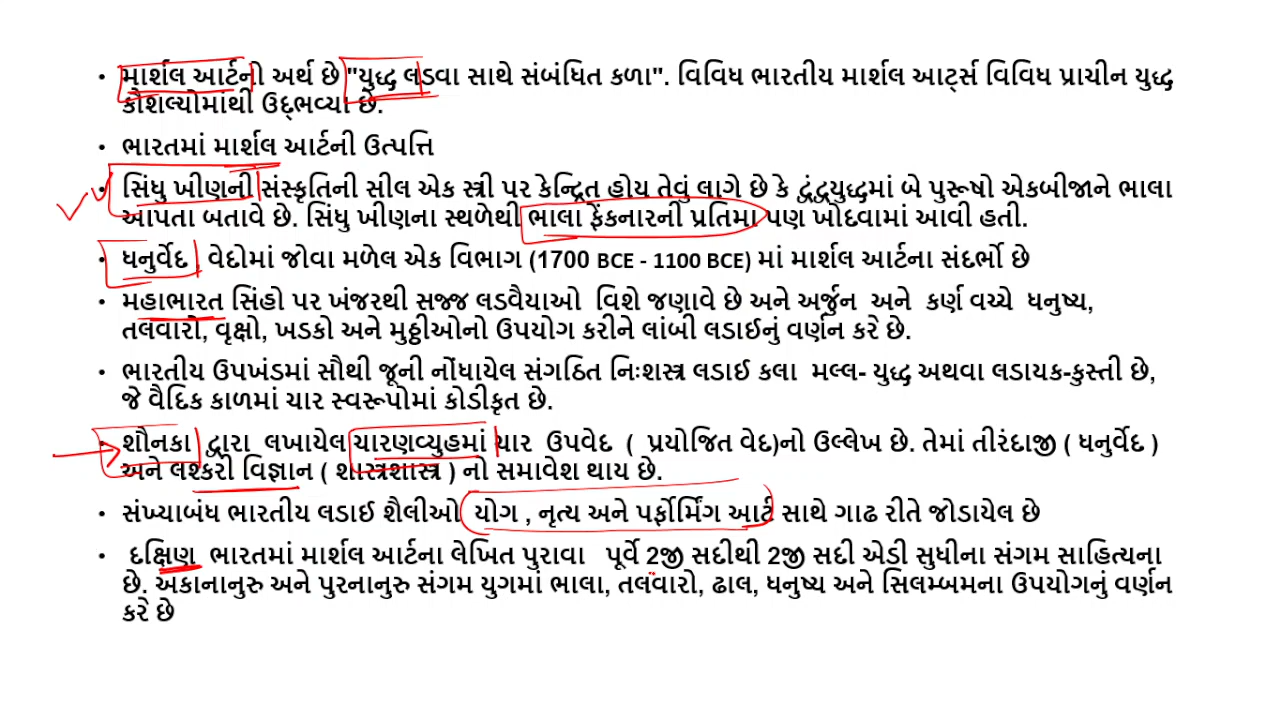 • માર્શલ આર્ટનો અર્થ છે "યુદ્ધ લડવા સાથે સંબંધિત કળા". વિવિધ ભારતીય માર્શલ આર્ટ્સ વિવિધ પ્રાચીન યુદ્ધ
કૌશલ્યોમાંથી ઉદ્ભવ્યા છે.
• ભારતમાં માર્શલ આર્ટની ઉત્પત્તિ
• સિંધુ ખીણની સંસ્કૃતિની સીલ એક સ્ત્રી પર કેન્દ્રિત હોય તેવું લાગે છે કે દ્વંદ્વયુદ્ધમાં બે પુરૂષો એકબીજાને ભાલા
આપતા બતાવે છે. સિંધુ ખીણના સ્થળેથી ભાલા ફેંકનારની પ્રતિમા પણ ખોદવામાં આવી હતી.
• ધનુર્વેદ , વેદોમાં જોવા મળેલ એક વિભાગ (1700 BCE - 1100 BCE) માં માર્શલ આર્ટના સંદર્ભો છે
• મહાભારત સિંહો પર ખંજરથી સજ્જ લડવૈયાઓ વિશે જણાવે છે અને અર્જુન અને કર્ણ વચ્ચે ધનુષ્ય,
તલવારો, વૃક્ષો, ખડકો અને મુઠ્ઠીઓનો ઉપયોગ કરીને લાંબી લડાઈનું વર્ણન કરે છે.
• ભારતીય ઉપખંડમાં સૌથી જૂની નોંધાયેલ સંગઠિત નિઃશસ્ત્ર લડાઈ કલા મલ્લ- યુદ્ધ અથવા લડાયક-કુસ્તી છે,
જે વૈદિક કાળમાં ચાર સ્વરૂપોમાં કોડીકૃત છે.
• શૌનકા દ્વારા લખાયેલ ચારણવ્યુહમાં ચાર ઉપવેદ ( પ્રયોજિત વેદ)નો ઉલ્લેખ છે. તેમાં તીરંદાજી ( ધનુર્વેદ )
અને લશ્કરી વિજ્ઞાન ( શાસ્ત્રશાસ્ત્ર ) નો સમાવેશ થાય છે.
• સંખ્યાબંધ ભારતીય લડાઈ શૈલીઓ યોગ , નૃત્ય અને પર્ફોર્મિંગ આર્ટ સાથે ગાઢ રીતે જોડાયેલ છે
• દક્ષિણ ભારતમાં માર્શલ આર્ટના લેખિત પુરાવા પૂર્વે 2જી સદીથી 2જી સદી એડી સુધીના સંગમ સાહિત્યના
છે. અકાનાનુરુ અને પુરનાનુરુ સંગમ યુગમાં ભાલા, તલવારો, ઢાલ, ધનુષ્ય અને સિલમ્બમના ઉપયોગનું વર્ણન
કરે છે